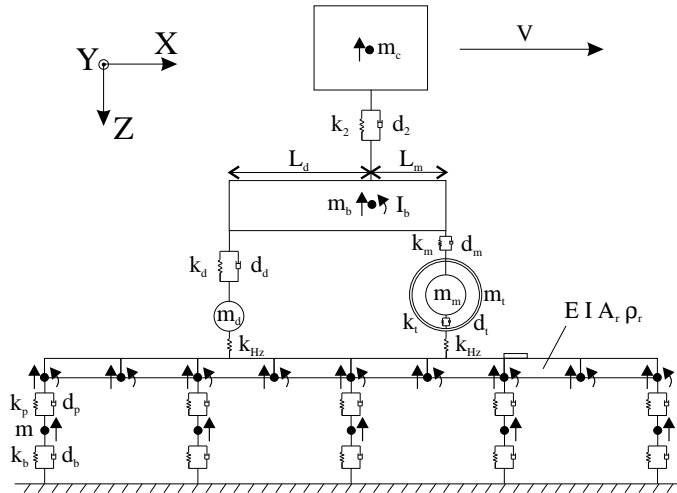 X
V
Y
Z
m_c
k_2 d_2
L_d L_m
m_b I_b
k_m d_m
k_d d_d
m_d
m_m m_t
k_t d_t
k_Hz k_Hz
E I A_r ρ_r
k_p d_p
m
k_b d_b